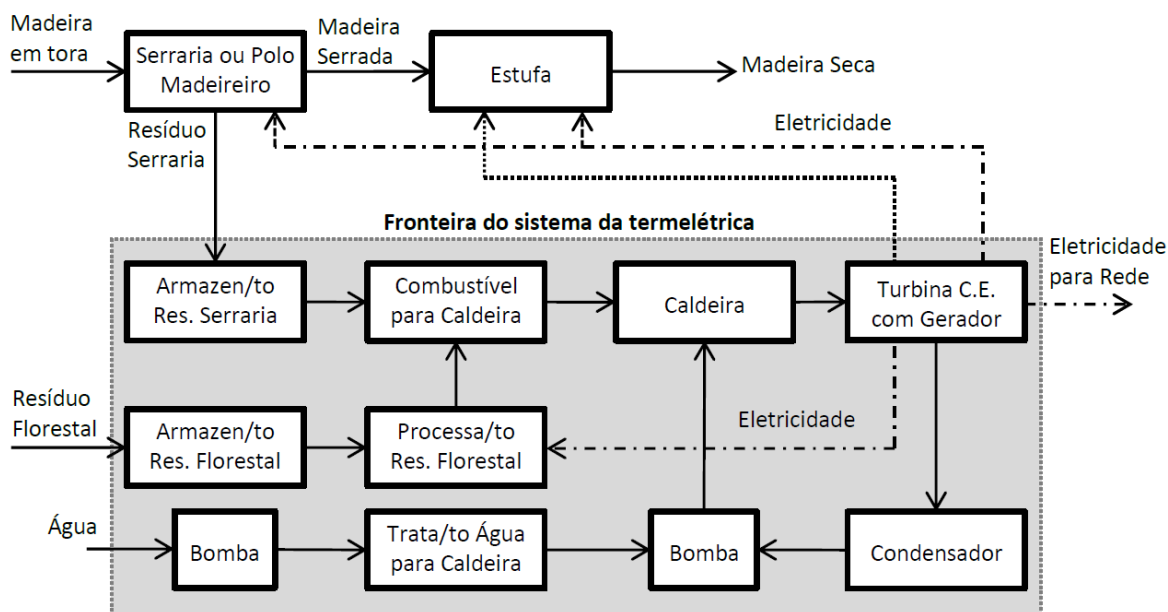 Madeira
em tora
Serraria ou Polo
Madeireiro
Madeira
Serrada
Estufa
Madeira Seca
Resíduo
Serraria
Eletricidade
Fronteira do sistema da termelétrica
Armazen/to
Res. Serraria
Combustível
para Caldeira
Caldeira
Turbina C.E.
com Gerador
Eletricidade
para Rede
Resíduo
Florestal
Armazen/to
Res. Florestal
Processa/to
Res. Florestal
Eletricidade
Água
Bomba
Trata/to Água
para Caldeira
Bomba
Condensador